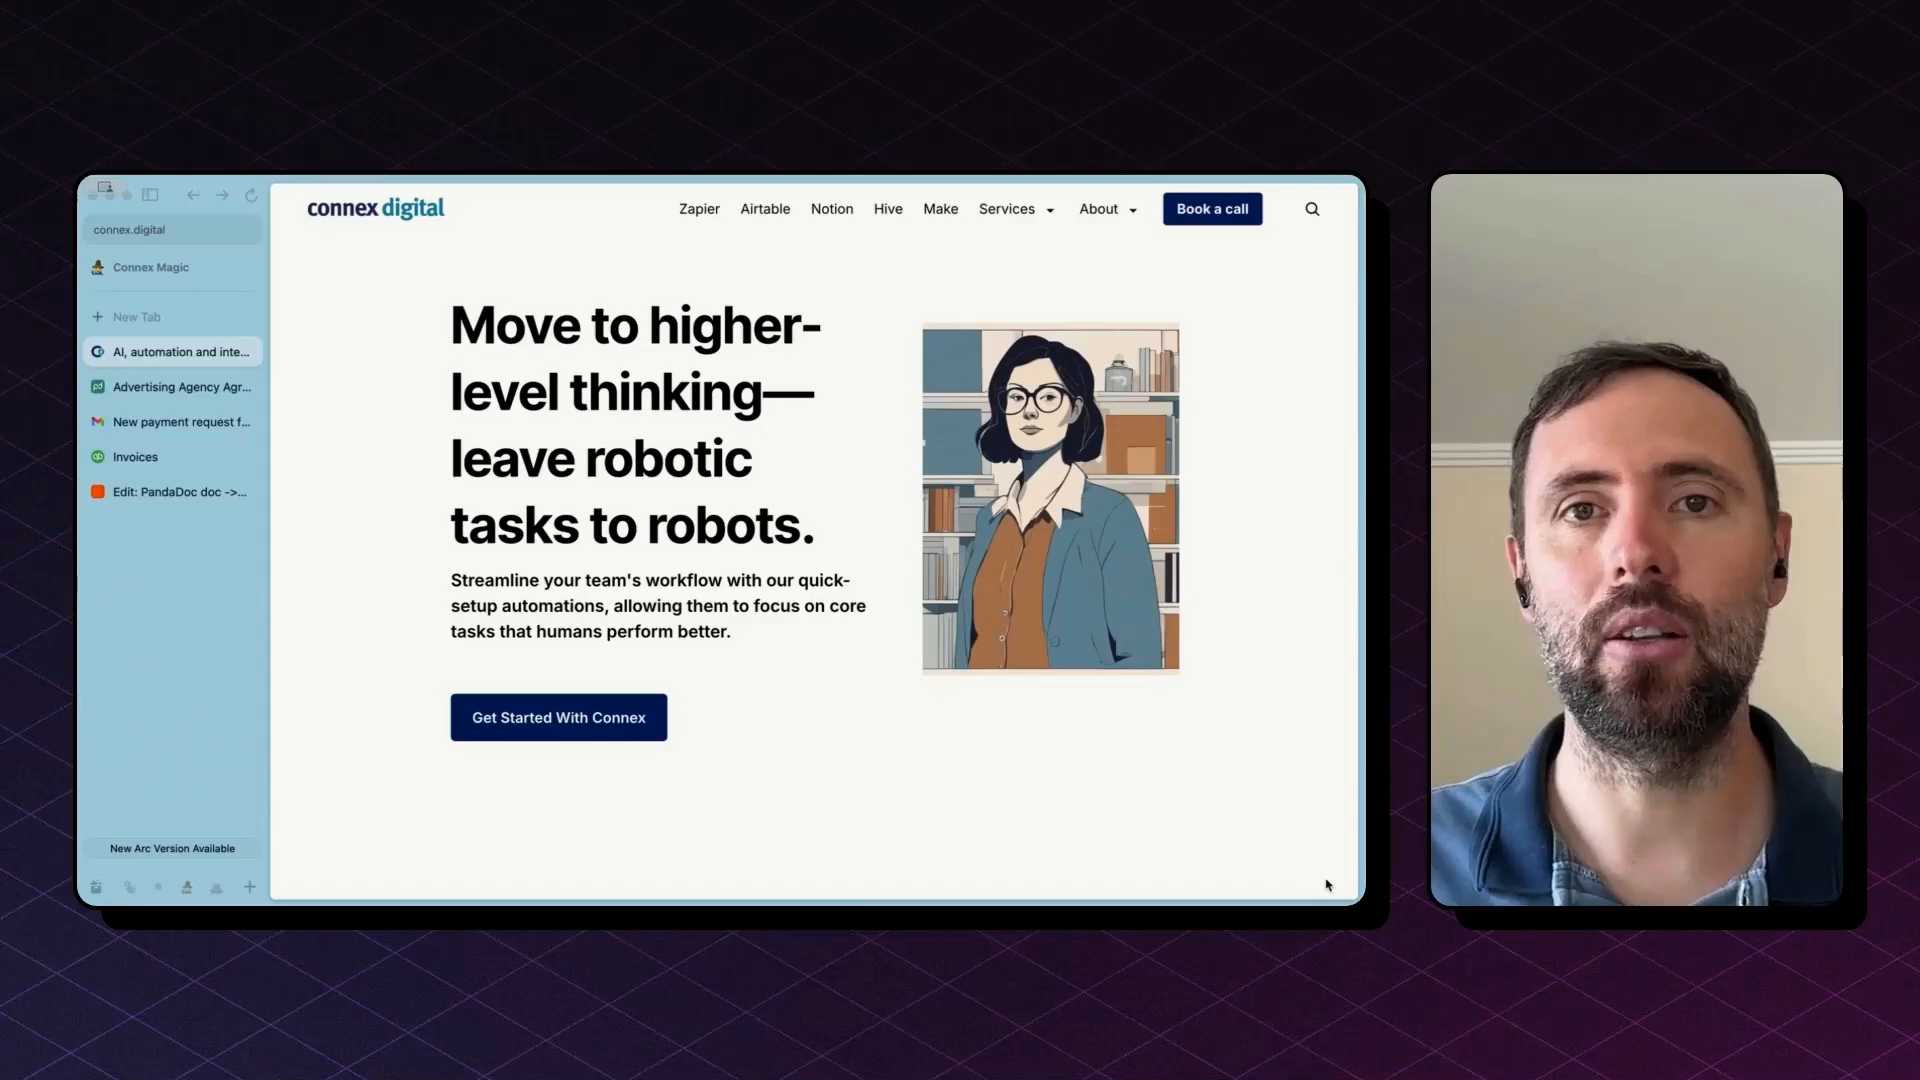 connex.digital
Connex Magic
New Tab
AI, automation and inte...
Advertising Agency Agr...
New payment request f...
Invoices
Edit: PandaDoc doc ->...
New Arc Version Available
connex digital
Zapier Airtable Notion Hive Make Services About Book a call
Move to higher-
level thinking—
leave robotic
tasks to robots.
Streamline your team's workflow with our quick-
setup automations, allowing them to focus on core
tasks that humans perform better.
Get Started With Connex